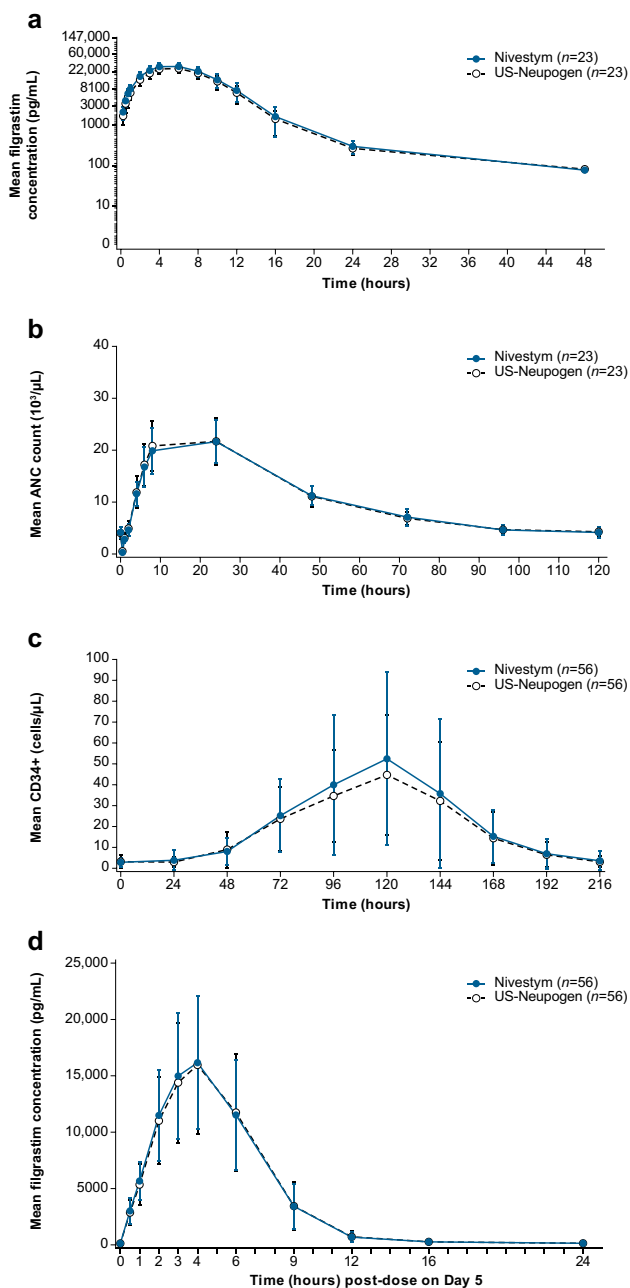 a
147,000
60,000
22,000
8100
3000
1000
100
10
0
Mean filgrastim
concentration (pg/mL)
Nivestym (n=23)
US-Neupogen (n=23)
0 4 8 12 16 20 24 28 32 36 40 44 48
Time (hours)
b
40
30
20
10
0
Mean ANC count (10³/µL)
Nivestym (n=23)
US-Neupogen (n=23)
0 10 20 30 40 50 60 70 80 90 100 110 120
Time (hours)
c
100
90
80
70
60
50
40
30
20
10
0
Mean CD34+ (cells/µL)
Nivestym (n=56)
US-Neupogen (n=56)
0 24 48 72 96 120 144 168 192 216
Time (hours)
d
25,000
20,000
15,000
10,000
5000
0
Mean filgrastim concentration (pg/mL)
Nivestym (n=56)
US-Neupogen (n=56)
0 1 2 3 4 6 9 12 16 24
Time (hours) post-dose on Day 5